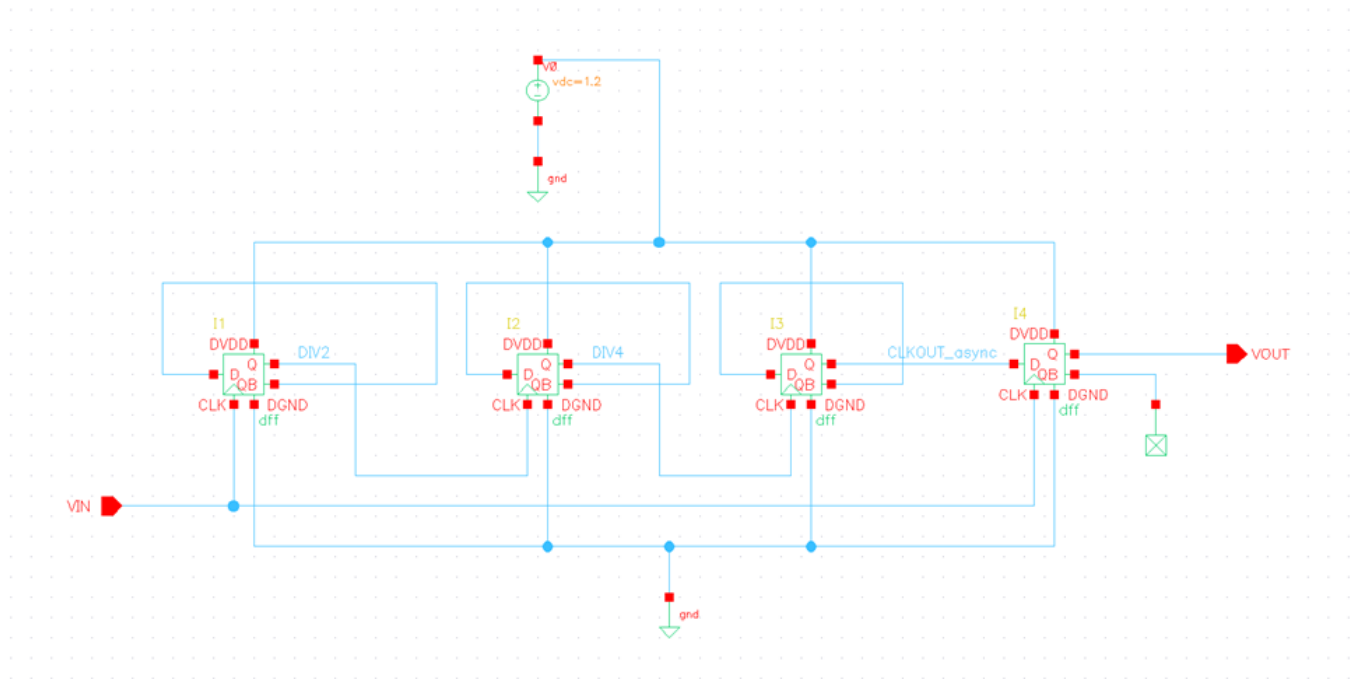 V0
vdc=1.2
gnd
I1
I2
I3
I4
DVDD
DVDD
DVDD
DVDD
DIV2
DIV4
CLKOUT_async
VOUT
Q
D
QB
Q
D
QB
Q
D
QB
Q
D
QB
CLK
DGND
dff
CLK
DGND
dff
CLK
DGND
dff
CLK
DGND
dff
VIN
gnd